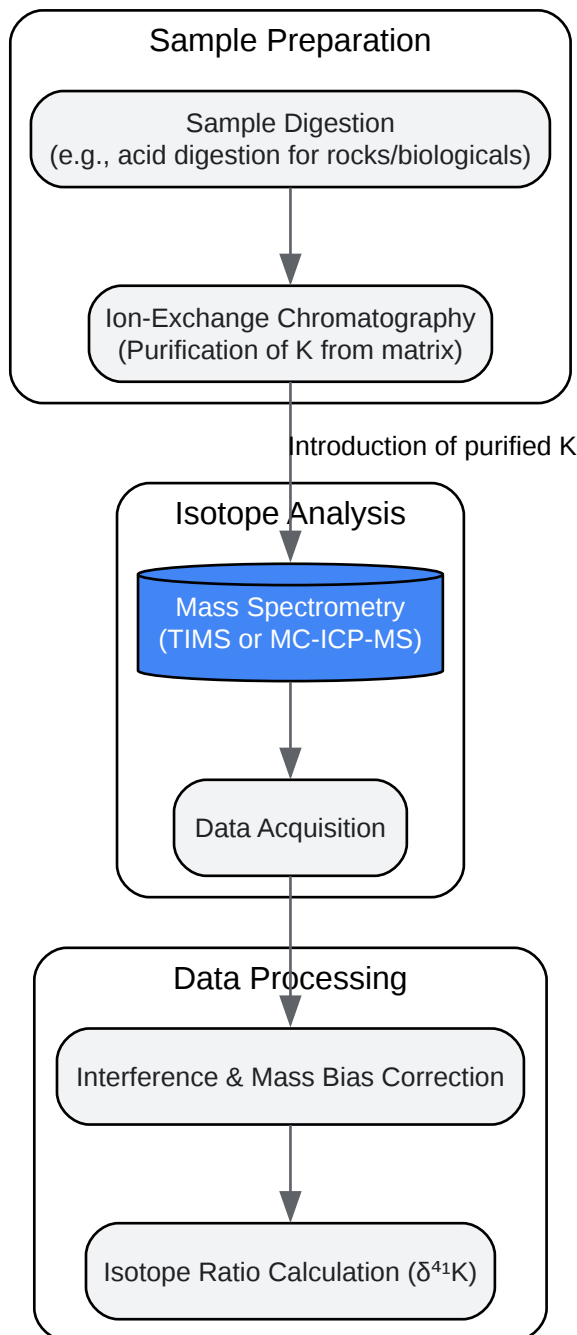 Sample Preparation
Sample Digestion
(e.g., acid digestion for rocks/biologicals)
Ion-Exchange Chromatography
(Purification of K from matrix)
Introduction of purified K
Isotope Analysis
Mass Spectrometry
(TIMS or MC-ICP-MS)
Data Acquisition
Data Processing
Interference & Mass Bias Correction
Isotope Ratio Calculation (δ⁴¹K)